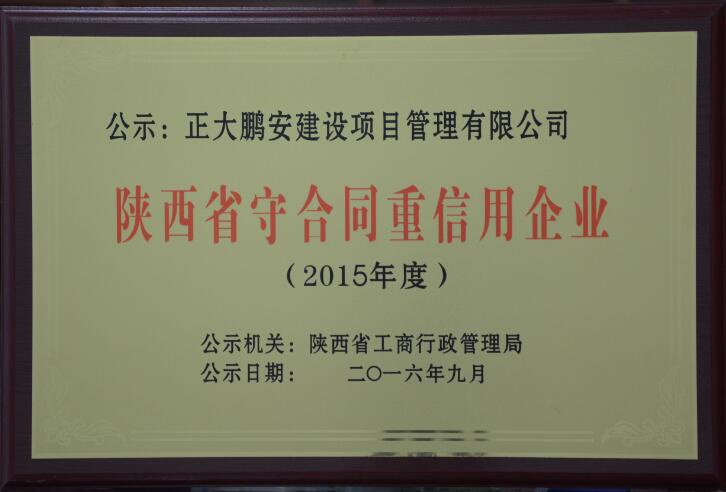 公示：正大鹏安建设项目管理有限公司
陕西省守合同重信用企业
（2015年度）
公示机关：陕西省工商行政管理局
公示日期： 二〇一六年九月